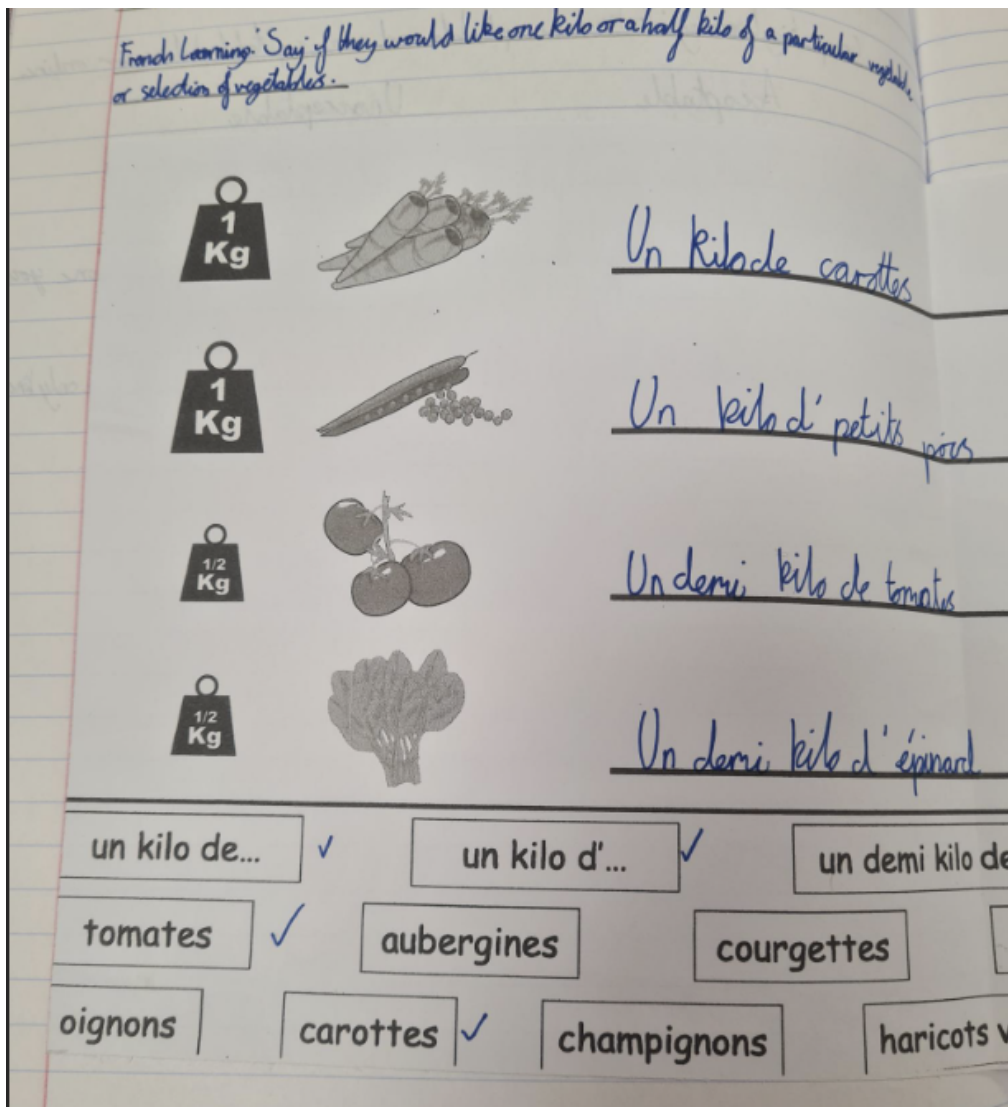 French Learning: Say if they would like one kilo or a half kilo of a particular vegetable
or selection of vegetables.
1
Kg
Un kilo de carottes
1
Kg
Un kilo d' petits pois
1/2
Kg
Un demi kilo de tomates
1/2
Kg
Un demi kilo d'épinard
un kilo de... ✓ un kilo d'... ✓ un demi kilo de
tomates ✓ aubergines courgettes
oignons carottes ✓ champignons haricots v